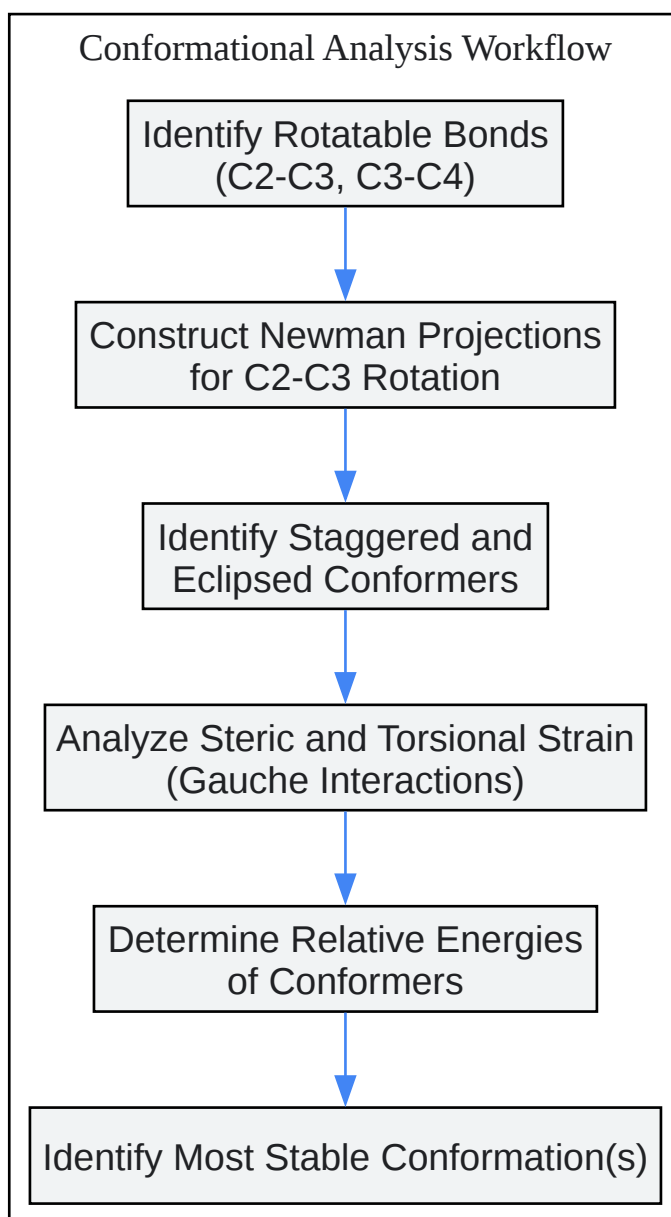 Conformational Analysis Workflow
Identify Rotatable Bonds
(C2-C3, C3-C4)
Construct Newman Projections
for C2-C3 Rotation
Identify Staggered and
Eclipsed Conformers
Analyze Steric and Torsional Strain
(Gauche Interactions)
Determine Relative Energies
of Conformers
Identify Most Stable Conformation(s)